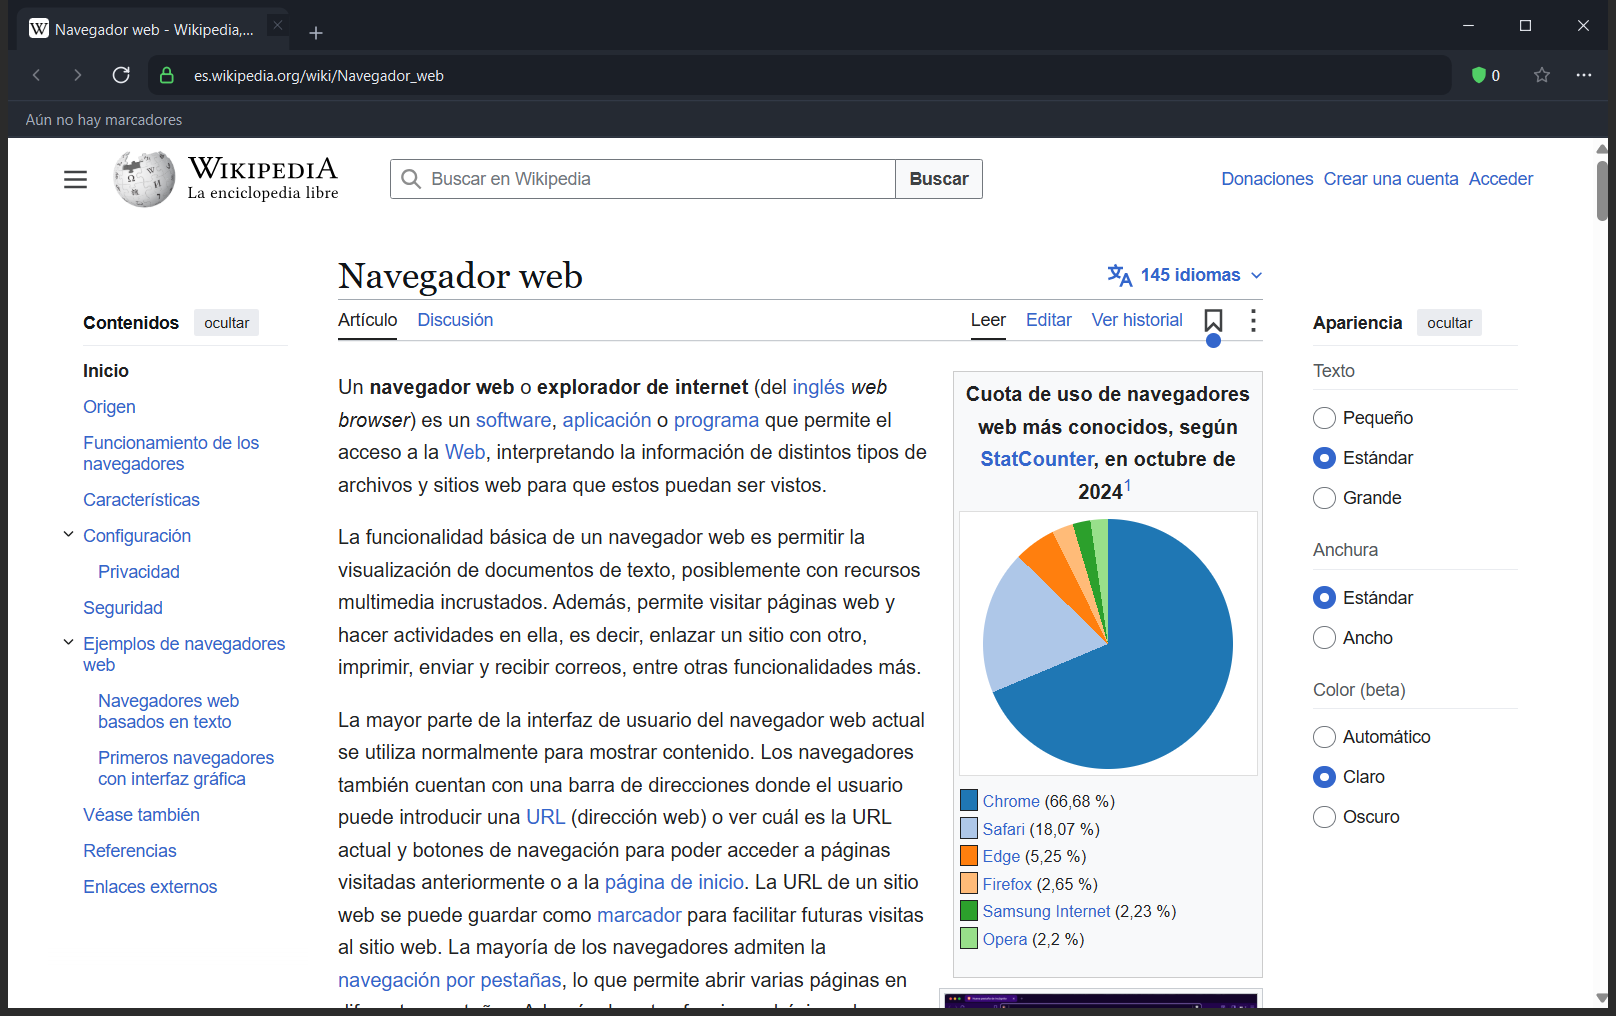 Navegador web - Wikipedia,...
es.wikipedia.org/wiki/Navegador_web
0
Aún no hay marcadores
WIKIPEDIA
La enciclopedia libre
Buscar en Wikipedia
Buscar
Donaciones Crear una cuenta Acceder
Navegador web
145 idiomas
Artículo Discusión
Leer Editar Ver historial
Contenidos ocultar
Inicio
Origen
Funcionamiento de los
navegadores
Características
Configuración
Privacidad
Seguridad
Ejemplos de navegadores
web
Navegadores web
basados en texto
Primeros navegadores
con interfaz gráfica
Véase también
Referencias
Enlaces externos
Un navegador web o explorador de internet (del inglés web
browser) es un software, aplicación o programa que permite el
acceso a la Web, interpretando la información de distintos tipos de
archivos y sitios web para que estos puedan ser vistos.
La funcionalidad básica de un navegador web es permitir la
visualización de documentos de texto, posiblemente con recursos
multimedia incrustados. Además, permite visitar páginas web y
hacer actividades en ella, es decir, enlazar un sitio con otro,
imprimir, enviar y recibir correos, entre otras funcionalidades más.
La mayor parte de la interfaz de usuario del navegador web actual
se utiliza normalmente para mostrar contenido. Los navegadores
también cuentan con una barra de direcciones donde el usuario
puede introducir una URL (dirección web) o ver cuál es la URL
actual y botones de navegación para poder acceder a páginas
visitadas anteriormente o a la página de inicio. La URL de un sitio
web se puede guardar como marcador para facilitar futuras visitas
al sitio web. La mayoría de los navegadores admiten la
navegación por pestañas, lo que permite abrir varias páginas en
Cuota de uso de navegadores
web más conocidos, según
StatCounter, en octubre de
2024¹
Chrome (66,68 %)
Safari (18,07 %)
Edge (5,25 %)
Firefox (2,65 %)
Samsung Internet (2,23 %)
Opera (2,2 %)
Apariencia ocultar
Texto
Pequeño
Estándar
Grande
Anchura
Estándar
Ancho
Color (beta)
Automático
Claro
Oscuro